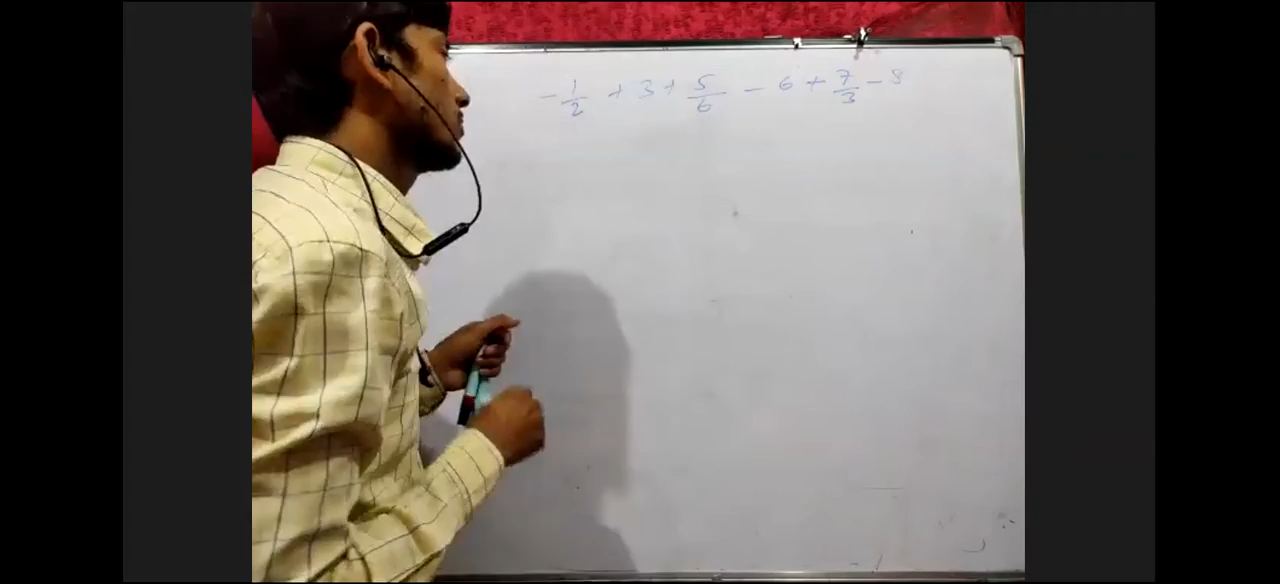 - 1/2 + 3 + 5/6 - 6 + 7/3 - 8